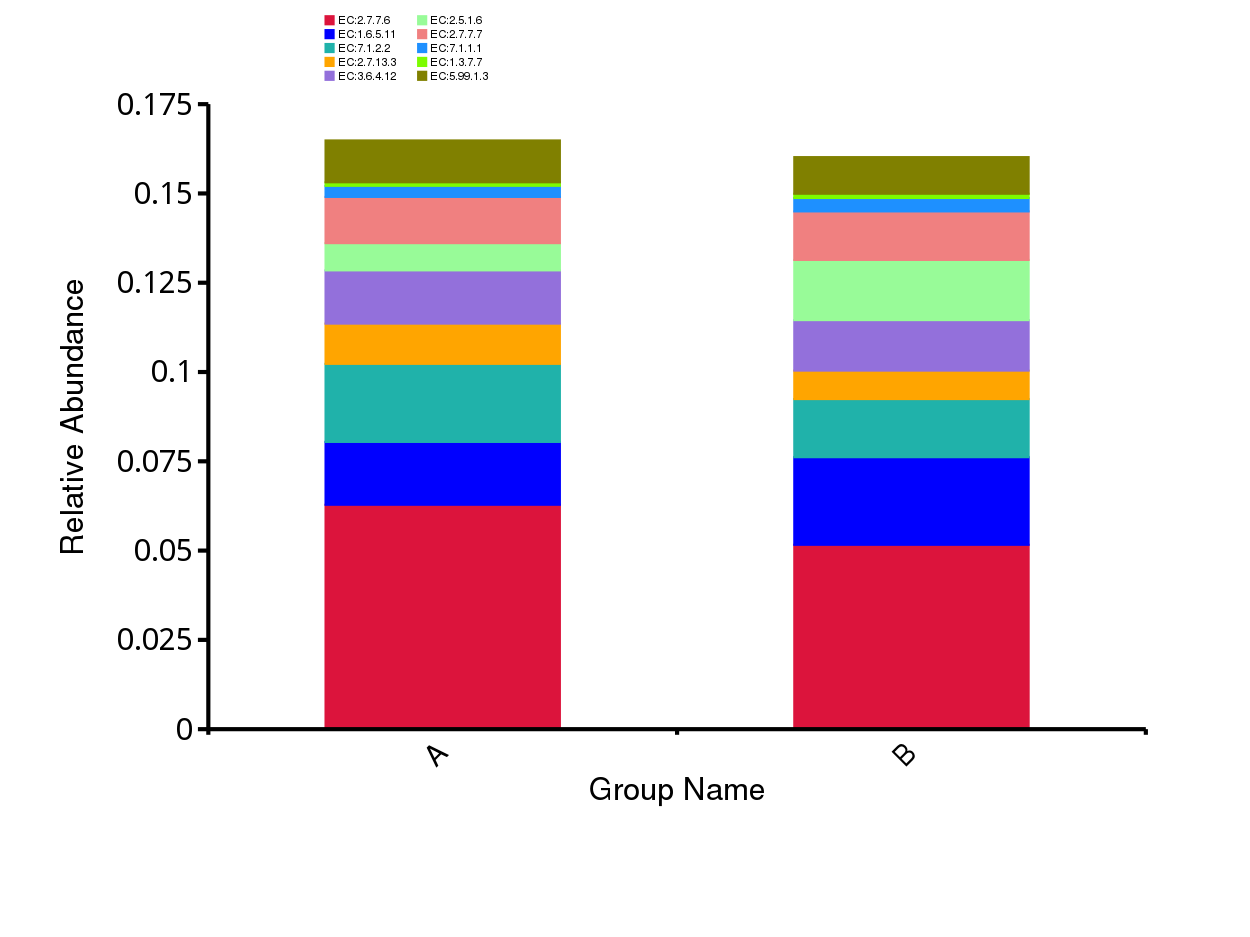 EC:2.7.7.6 EC:2.5.1.6
EC:1.6.5.11 EC:2.7.7.7
EC:7.1.2.2 EC:7.1.1.1
EC:2.7.13.3 EC:1.3.7.7
EC:3.6.4.12 EC:5.99.1.3
0.175
0.15
0.125
0.1
0.075
0.05
0.025
0
Relative Abundance
A B
Group Name